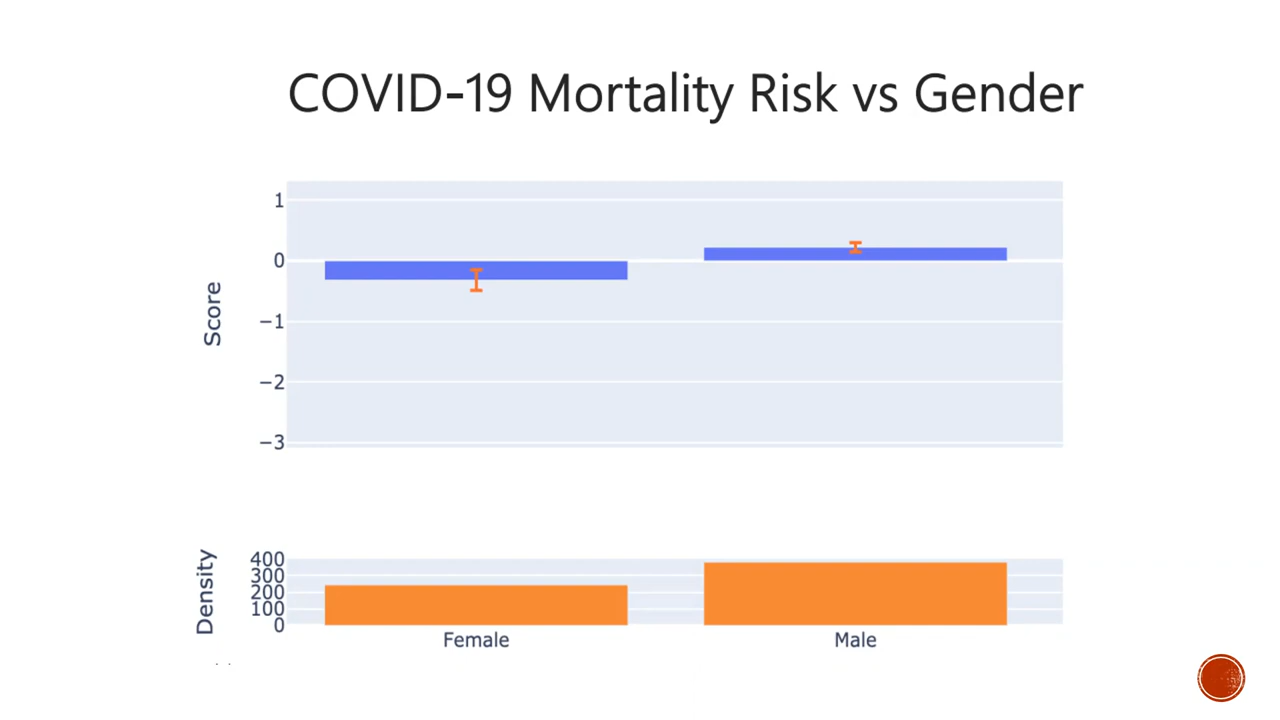 COVID-19 Mortality Risk vs Gender
1
0
−1
−2
−3
Score
400
300
200
100
0
Density
Female Male